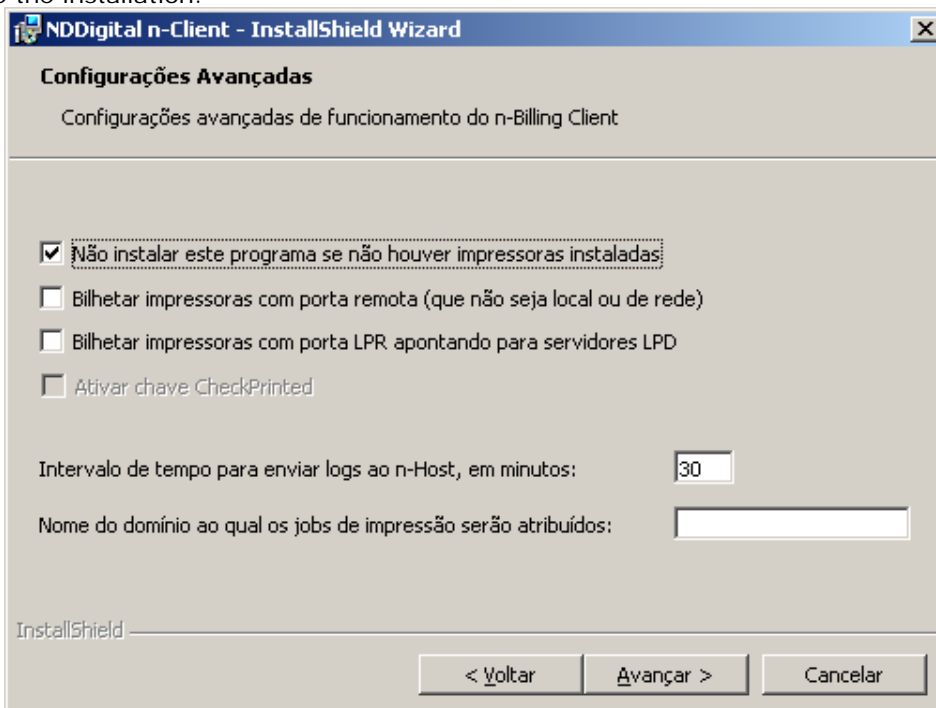 the installation.
NDDigital n-Client - InstallShield Wizard
Configurações Avançadas
Configurações avançadas de funcionamento do n-Billing Client
Não instalar este programa se não houver impressoras instaladas
Bilhetar impressoras com porta remota (que não seja local ou de rede)
Bilhetar impressoras com porta LPR apontando para servidores LPD
Ativar chave CheckPrinted
Intervalo de tempo para enviar logs ao n-Host, em minutos: 30
Nome do domínio ao qual os jobs de impressão serão atribuídos:
InstallShield
< Voltar Avançar > Cancelar